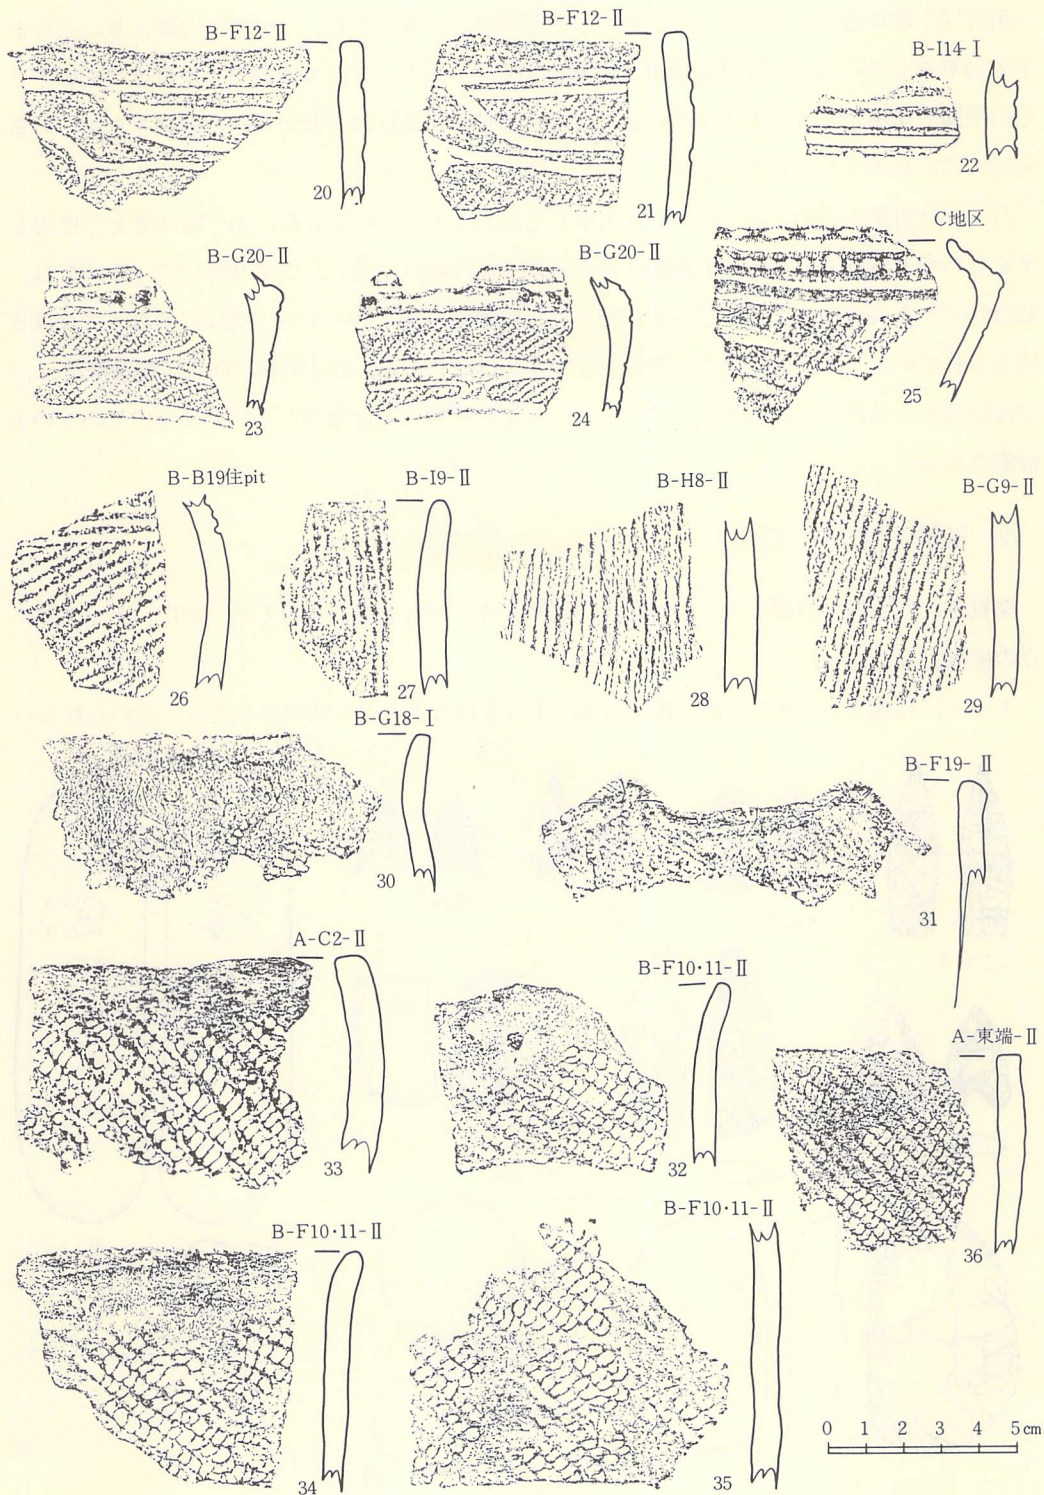 B-F12-Ⅱ
20
B-F12-Ⅱ
21
B-I14-Ⅰ
22
B-G20-Ⅱ
23
B-G20-Ⅱ
24
C地区
25
B-B19住pit
26
B-I9-Ⅱ
27
B-H8-Ⅱ
28
B-G9-Ⅱ
29
B-G18-Ⅰ
30
B-F19-Ⅱ
31
A-C2-Ⅱ
33
B-F10・11-Ⅱ
32
A-東端-Ⅱ
36
B-F10・11-Ⅱ
34
B-F10・11-Ⅱ
35
0 1 2 3 4 5cm